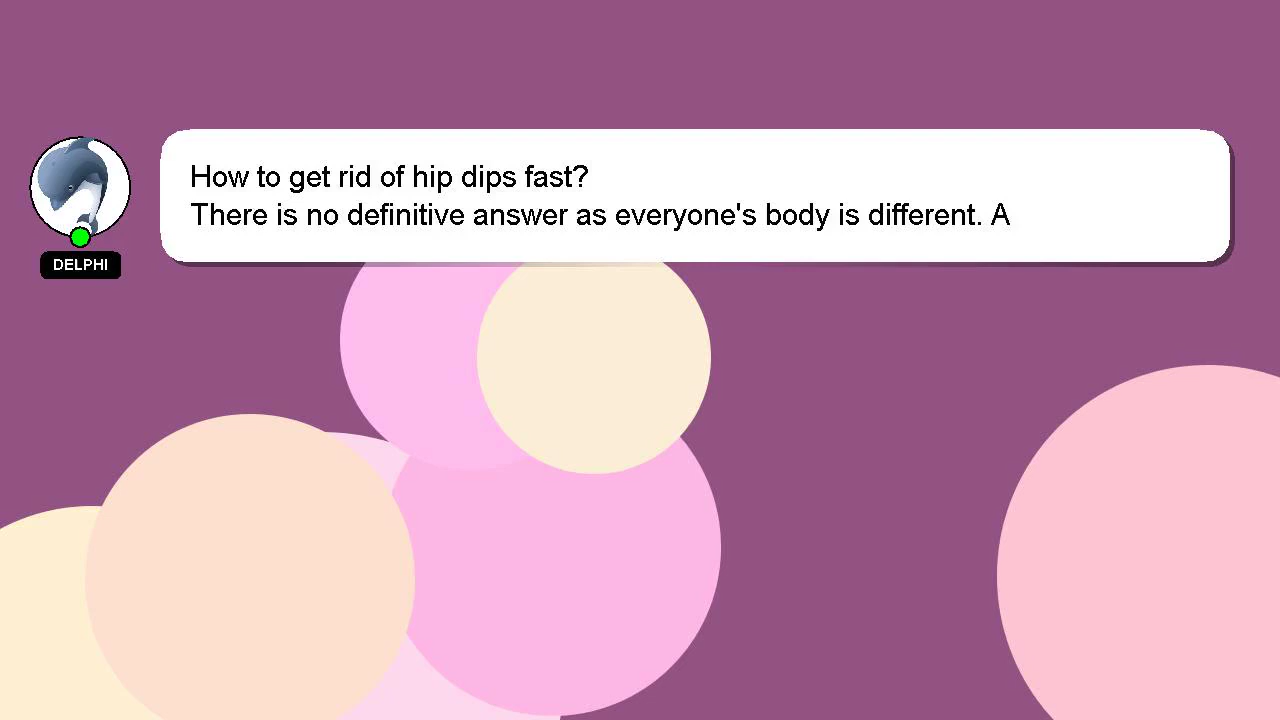 How to get rid of hip dips fast?
There is no definitive answer as everyone's body is different. A
DELPHI